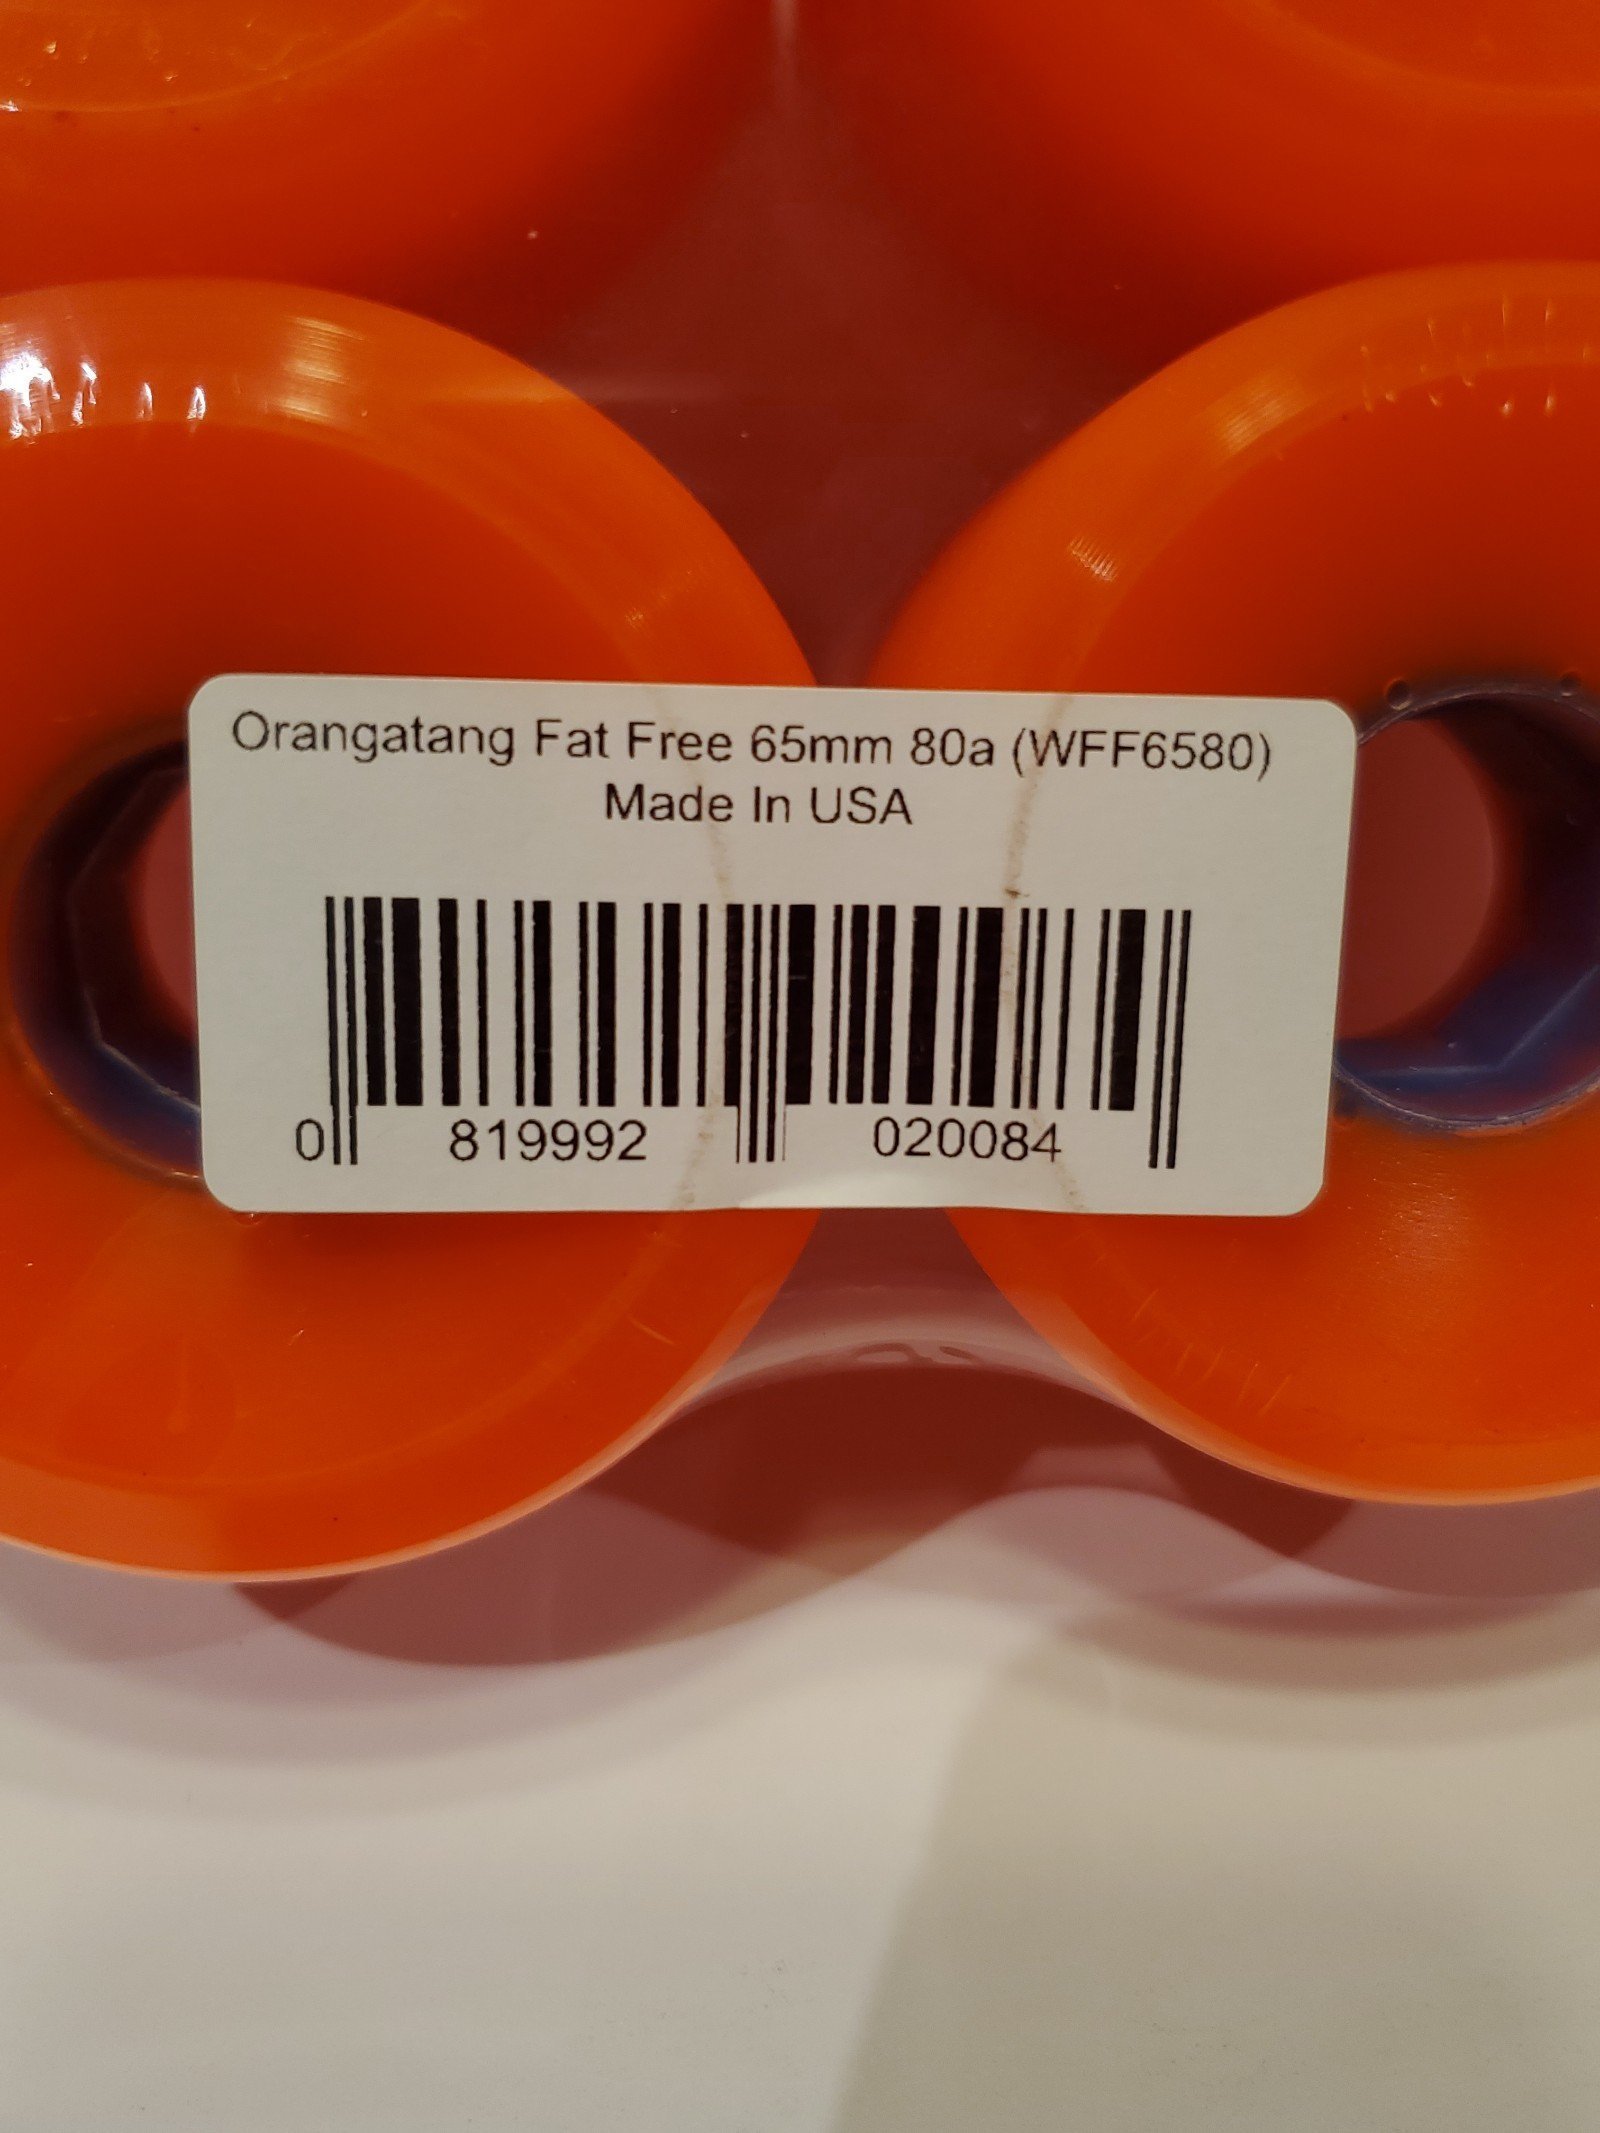 Orangatang Fat Free 65mm 80a (WFF6580)
Made In USA
0 819992 020084